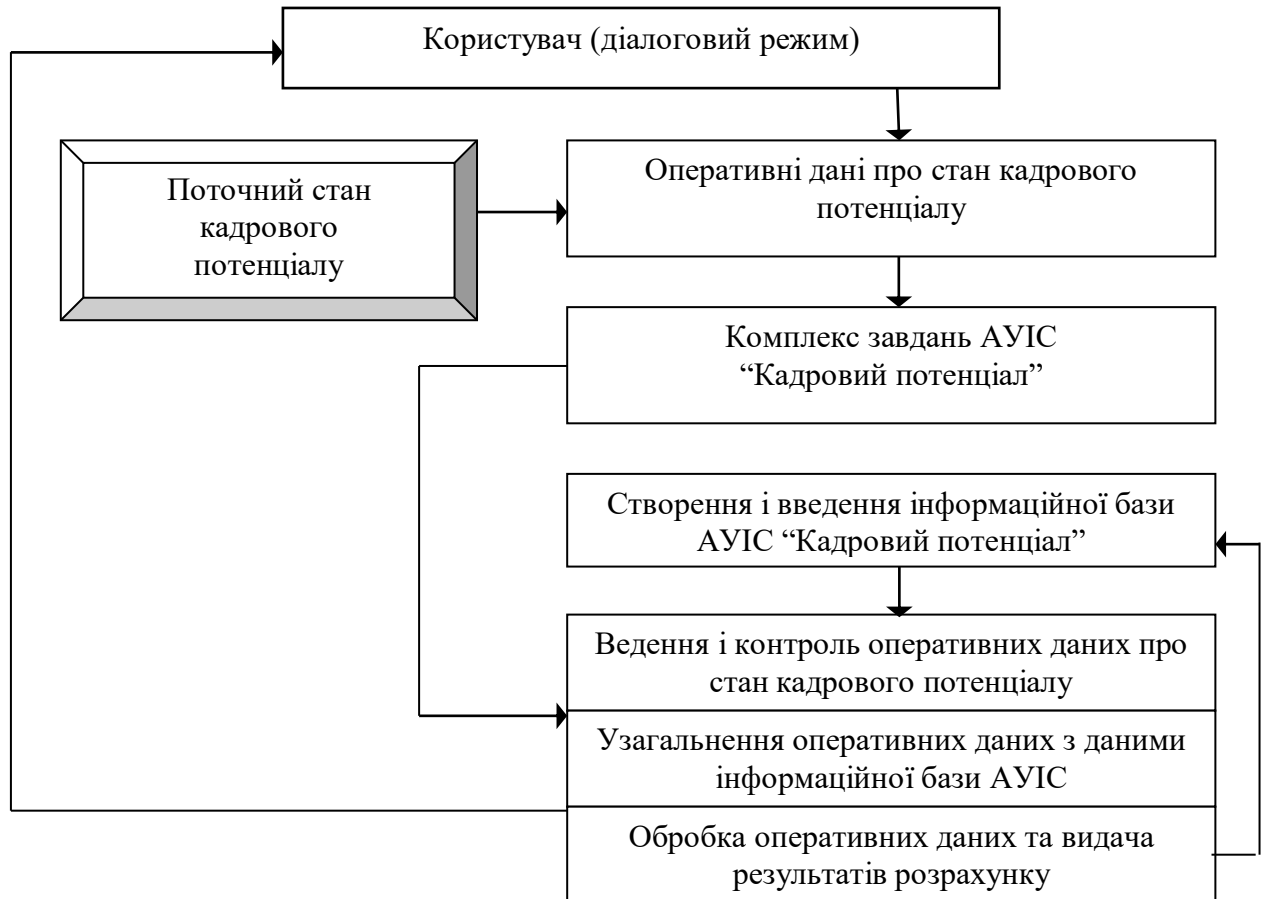 Користувач (діалоговий режим)
Поточний стан
кадрового
потенціалу
Оперативні дані про стан кадрового
потенціалу
Комплекс завдань АУІС
“Кадровий потенціал”
Створення і введення інформаційної бази
АУІС “Кадровий потенціал”
Ведення і контроль оперативних даних про
стан кадрового потенціалу
Узагальнення оперативних даних з даними
інформаційної бази АУІС
Обробка оперативних даних та видача
результатів розрахунку